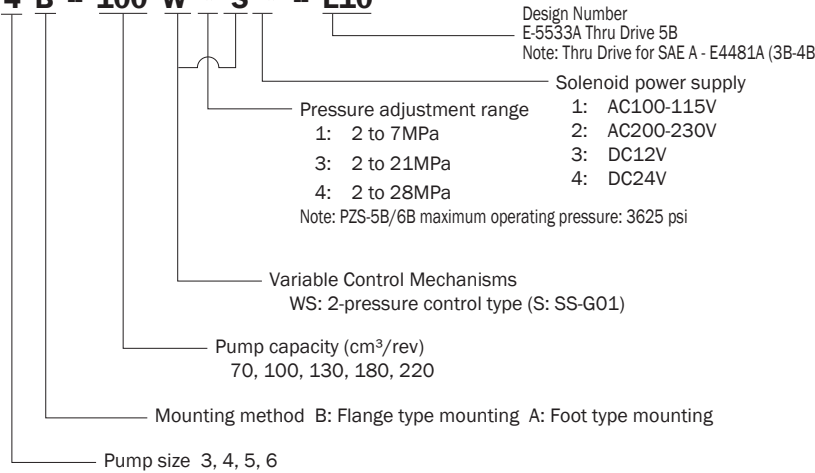 4 B -- 100 W S -- E10
Design Number
E-5533A Thru Drive 5B
Note: Thru Drive for SAE A - E4481A (3B-4B
Solenoid power supply
1: AC100-115V
2: AC200-230V
3: DC12V
4: DC24V
Pressure adjustment range
1: 2 to 7MPa
3: 2 to 21MPa
4: 2 to 28MPa
Note: PZS-5B/6B maximum operating pressure: 3625 psi
Variable Control Mechanisms
WS: 2-pressure control type (S: SS-G01)
Pump capacity (cm³/rev)
70, 100, 130, 180, 220
Mounting method B: Flange type mounting A: Foot type mounting
Pump size 3, 4, 5, 6